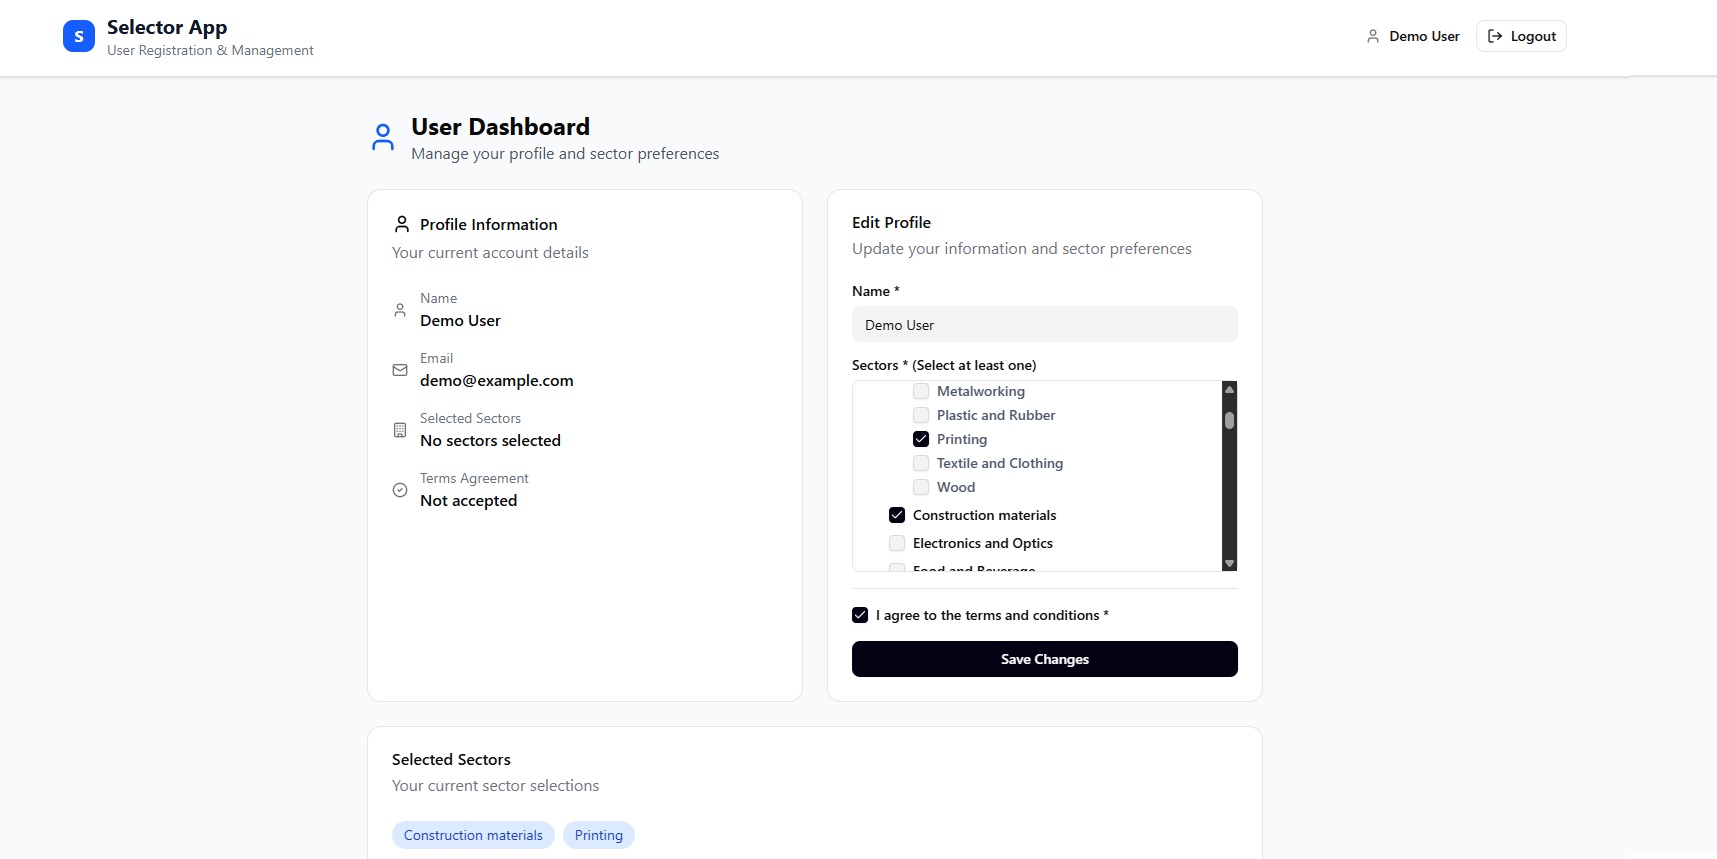 S
Selector App
User Registration & Management
Demo User
Logout
User Dashboard
Manage your profile and sector preferences
Profile Information
Your current account details
Name
Demo User
Email
demo@example.com
Selected Sectors
No sectors selected
Terms Agreement
Not accepted
Edit Profile
Update your information and sector preferences
Name *
Demo User
Sectors * (Select at least one)
Metalworking
Plastic and Rubber
Printing
Textile and Clothing
Wood
Construction materials
Electronics and Optics
Food and Beverage
I agree to the terms and conditions *
Save Changes
Selected Sectors
Your current sector selections
Construction materials
Printing